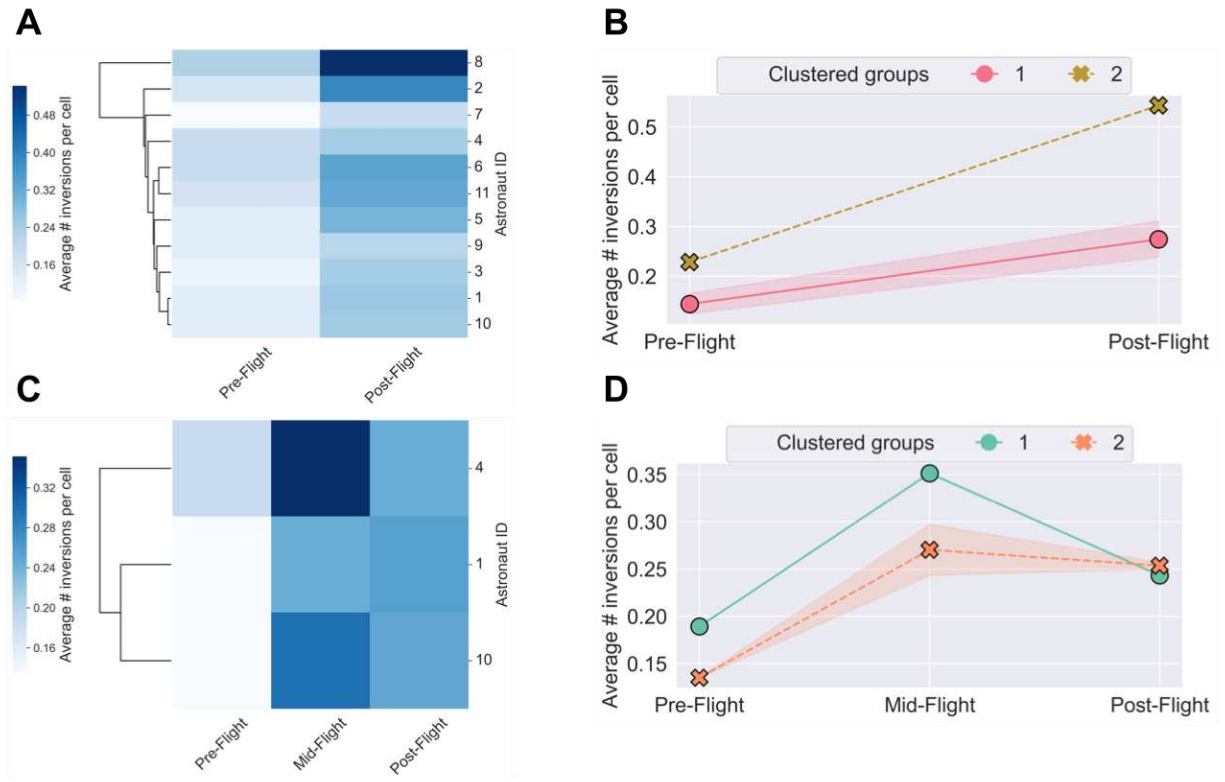 A
Average # inversions per cell
0.48
0.40
0.32
0.24
0.16
8
2
7
4
6
11
5
9
3
1
10
Astronaut ID
Pre-Flight
Post-Flight
B
Clustered groups 1 2
Average # inversions per cell
0.5
0.4
0.3
0.2
Pre-Flight
Post-Flight
C
Average # inversions per cell
0.32
0.28
0.24
0.20
0.16
4
1
10
Astronaut ID
Pre-Flight
Mid-Flight
Post-Flight
D
Clustered groups 1 2
Average # inversions per cell
0.35
0.30
0.25
0.20
0.15
Pre-Flight
Mid-Flight
Post-Flight